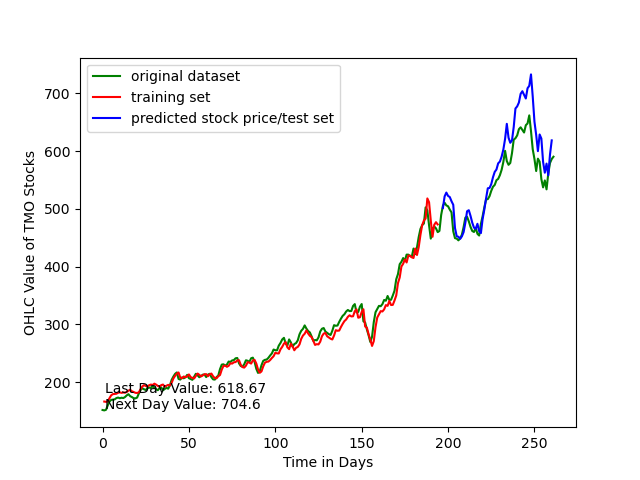 original dataset
training set
predicted stock price/test set
700
600
500
400
300
200
OHLC Value of TMO Stocks
Last Day Value: 618.67
Next Day Value: 704.6
0
50
100
150
200
250
Time in Days